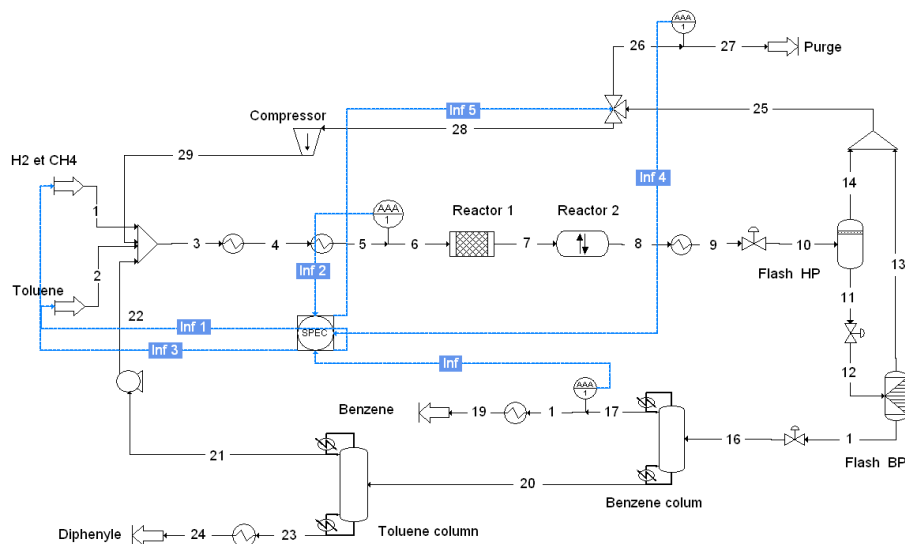 AAA
1
26
27
Purge
Inf 5
25
Compressor
28
29
H2 et CH4
Inf 4
14
1
AAA
1
Reactor 1
Reactor 2
3
4
5
6
7
8
9
10
2
Inf 2
13
Flash HP
Toluene
11
22
Inf 1
SPEC
Inf 3
12
Inf
AAA
1
Benzene
19
1
17
16
1
Flash BP
21
20
Benzene colum
Diphenyle
24
23
Toluene column